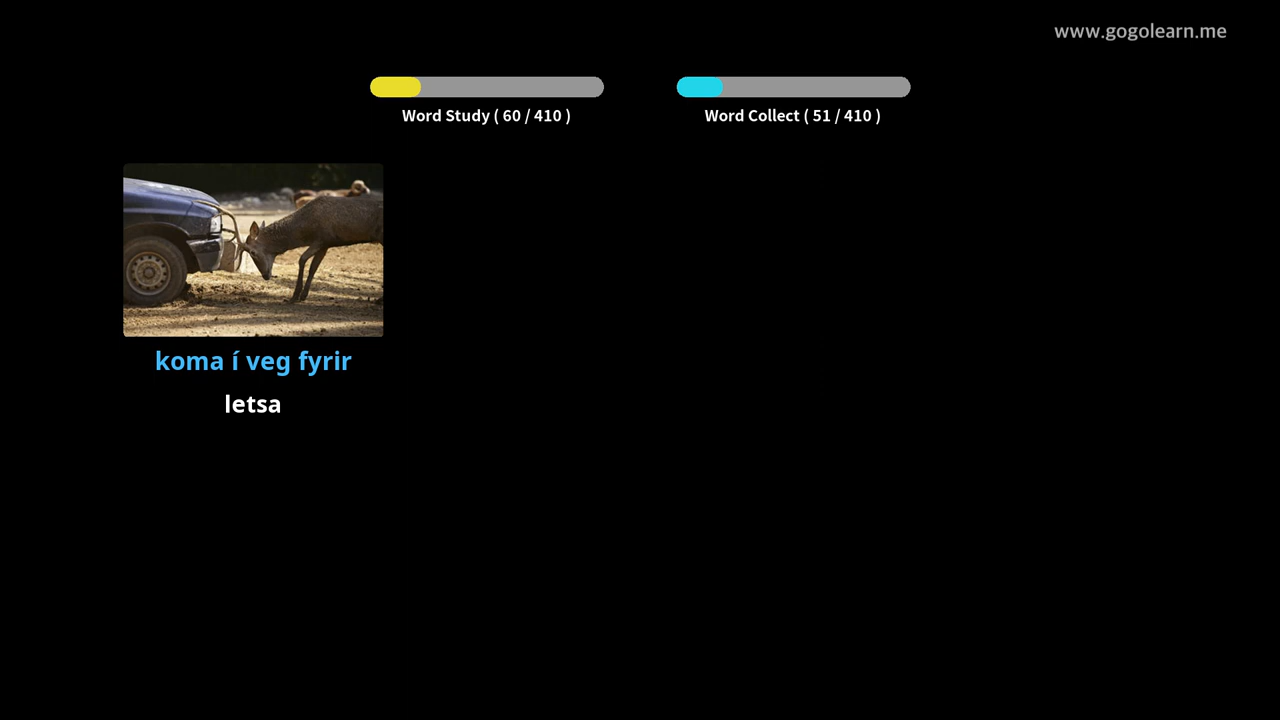 www.gogolearn.me
Word Study ( 60 / 410 )
Word Collect ( 51 / 410 )
koma í veg fyrir
letsa